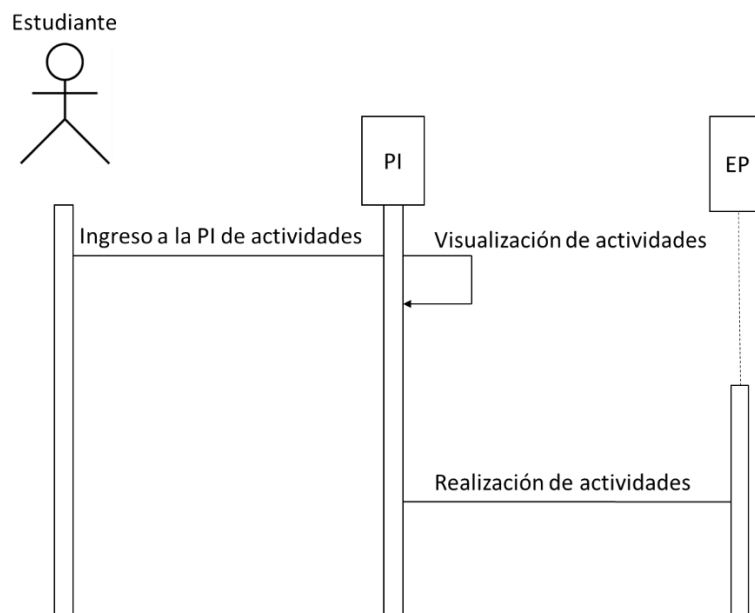 Estudiante
PI
EP
Ingreso a la PI de actividades
Visualización de actividades
Realización de actividades